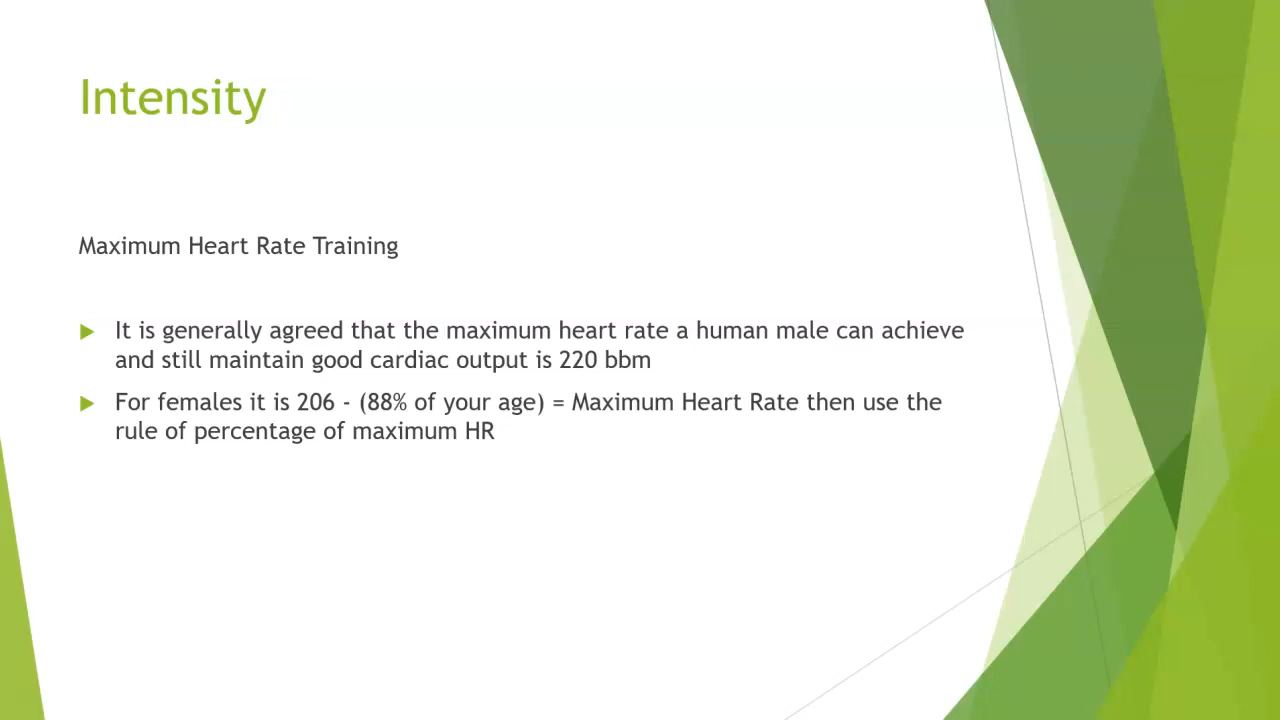 Intensity
Maximum Heart Rate Training
It is generally agreed that the maximum heart rate a human male can achieve
and still maintain good cardiac output is 220 bbm
For females it is 206 - (88% of your age) = Maximum Heart Rate then use the
rule of percentage of maximum HR